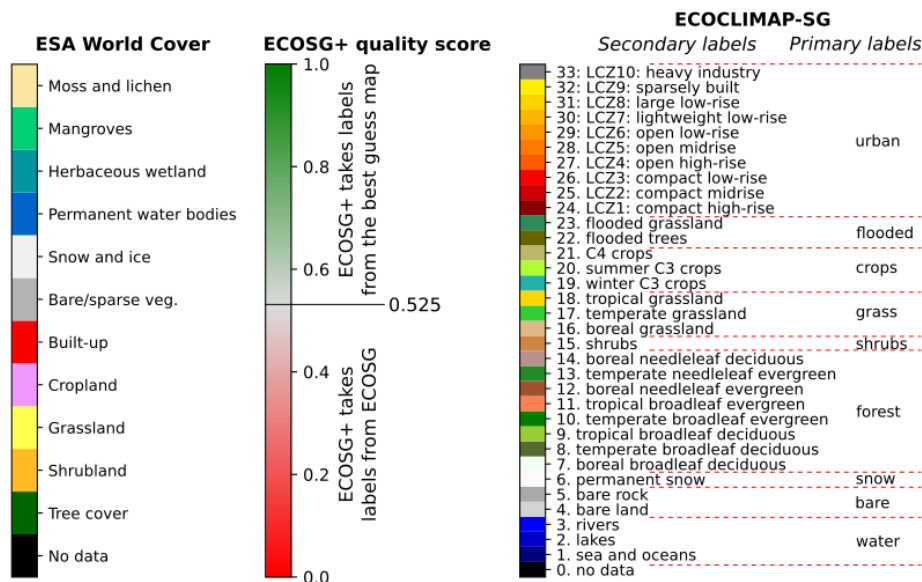 ECOCLIMAP-SG
ESA World Cover
ECOSG+ quality score
Secondary labels
Primary labels
Moss and lichen
Mangroves
Herbaceous wetland
Permanent water bodies
Snow and ice
Bare/sparse veg.
Built-up
Cropland
Grassland
Shrubland
Tree cover
No data
1.0
0.8
0.6
0.4
0.2
0.0
ECOSG+ takes labels
from the best guess map
0.525
ECOSG+ takes
labels from ECOSG
33: LCZ10: heavy industry
32: LCZ9: sparsely built
31: LCZ8: large low-rise
30: LCZ7: lightweight low-rise
29: LCZ6: open low-rise
28. LCZ5: open midrise
27. LCZ4: open high-rise
26. LCZ3: compact low-rise
25. LCZ2: compact midrise
24. LCZ1: compact high-rise
23. flooded grassland
22. flooded trees
21. C4 crops
20. summer C3 crops
19. winter C3 crops
18. tropical grassland
17. temperate grassland
16. boreal grassland
15. shrubs
14. boreal needleleaf deciduous
13. temperate needleleaf evergreen
12. boreal needleleaf evergreen
11. tropical broadleaf evergreen
10. temperate broadleaf evergreen
9. tropical broadleaf deciduous
8. temperate broadleaf deciduous
7. boreal broadleaf deciduous
6. permanent snow
5. bare rock
4. bare land
3. rivers
2. lakes
1. sea and oceans
0. no data
urban
flooded
crops
grass
shrubs
forest
snow
bare
water